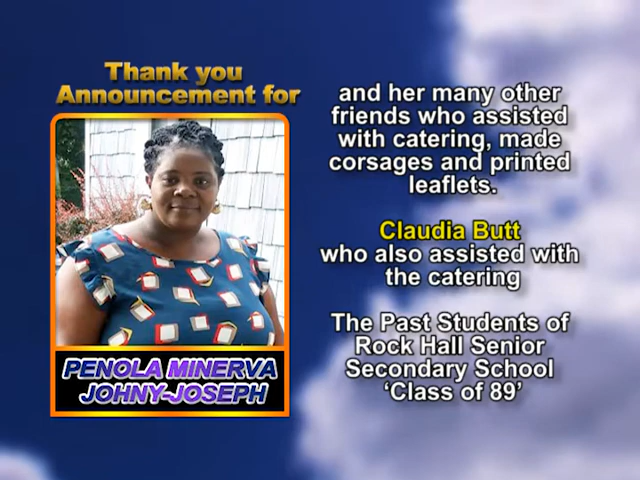 Thank you
Announcement for
PENOLA MINERVA
JOHNY-JOSEPH
and her many other
friends who assisted
with catering, made
corsages and printed
leaflets.
Claudia Butt
who also assisted with
the catering
The Past Students of
Rock Hall Senior
Secondary School
‘Class of 89’